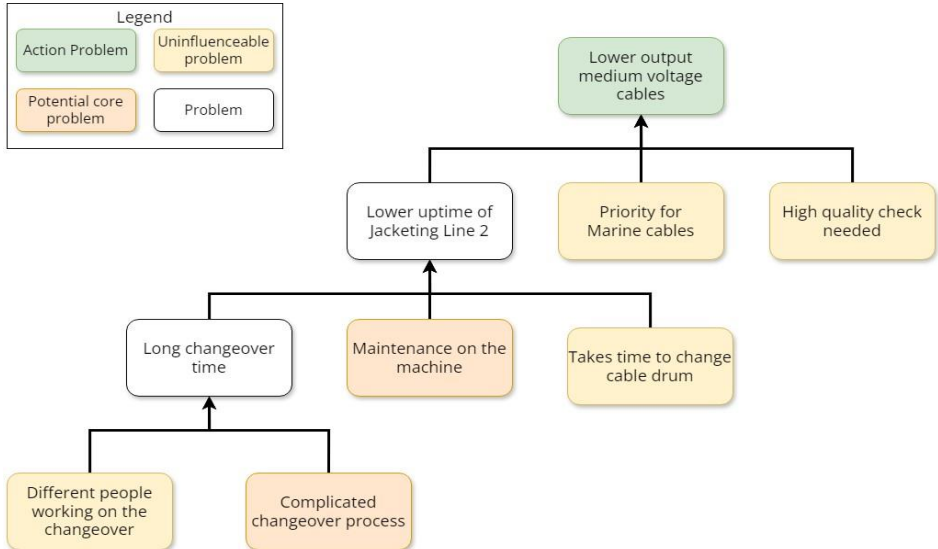 Legend
Action Problem
Uninfluenceable
problem
Potential core
problem
Problem
Lower output
medium voltage
cables
Lower uptime of
Jacketing Line 2
Priority for
Marine cables
High quality check
needed
Long changeover
time
Maintenance on the
machine
Takes time to change
cable drum
Different people
working on the
changeover
Complicated
changeover process